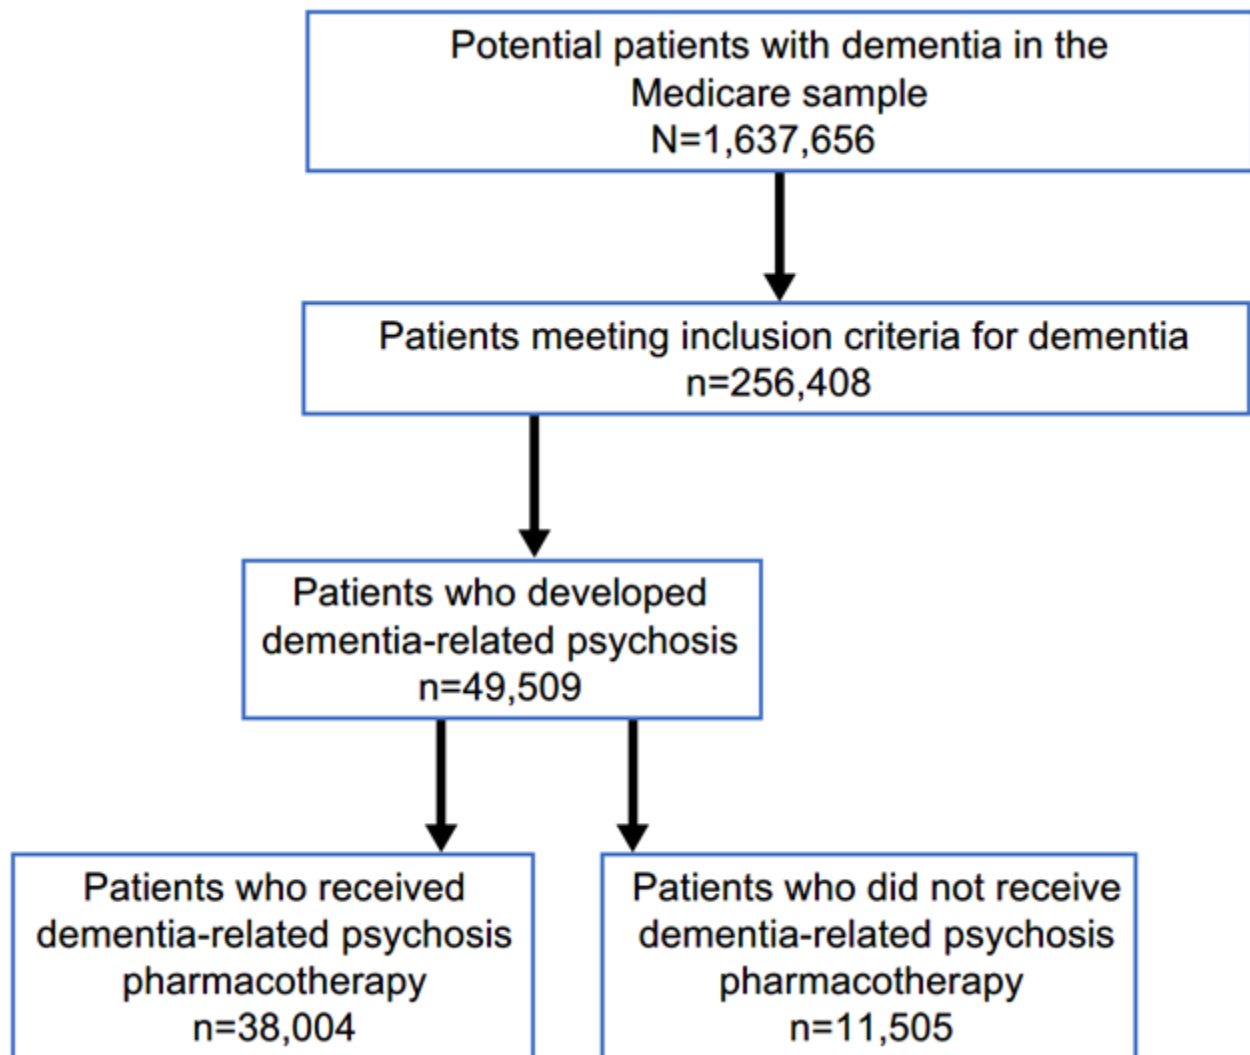 Potential patients with dementia in the
Medicare sample
N=1,637,656
Patients meeting inclusion criteria for dementia
n=256,408
Patients who developed
dementia-related psychosis
n=49,509
Patients who received
dementia-related psychosis
pharmacotherapy
n=38,004
Patients who did not receive
dementia-related psychosis
pharmacotherapy
n=11,505